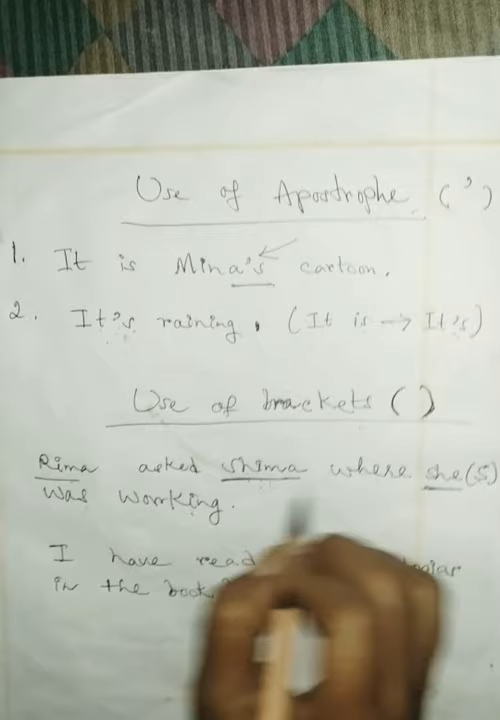 Use of Apostrophe (')
1. It is Mina's cartoon.
2. It's raining. (It is → It's)
Use of brackets ()
Rima asked Shima where she(S)
was working.
I have read
in the book